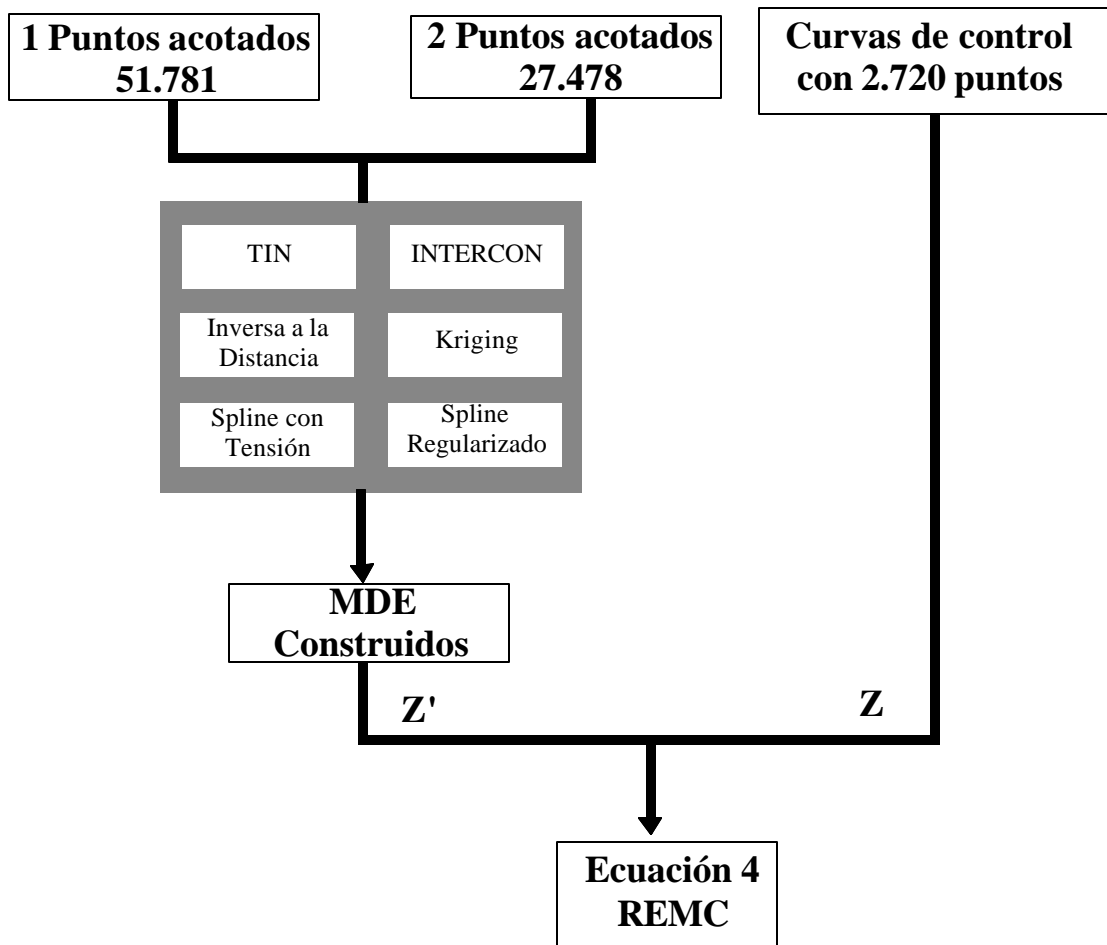 1 Puntos acotados
51.781
2 Puntos acotados
27.478
Curvas de control
con 2.720 puntos
TIN
INTERCON
Inversa a la
Distancia
Kriging
Spline con
Tensión
Spline
Regularizado
MDE
Construidos
Z'
Z
Ecuación 4
REMC